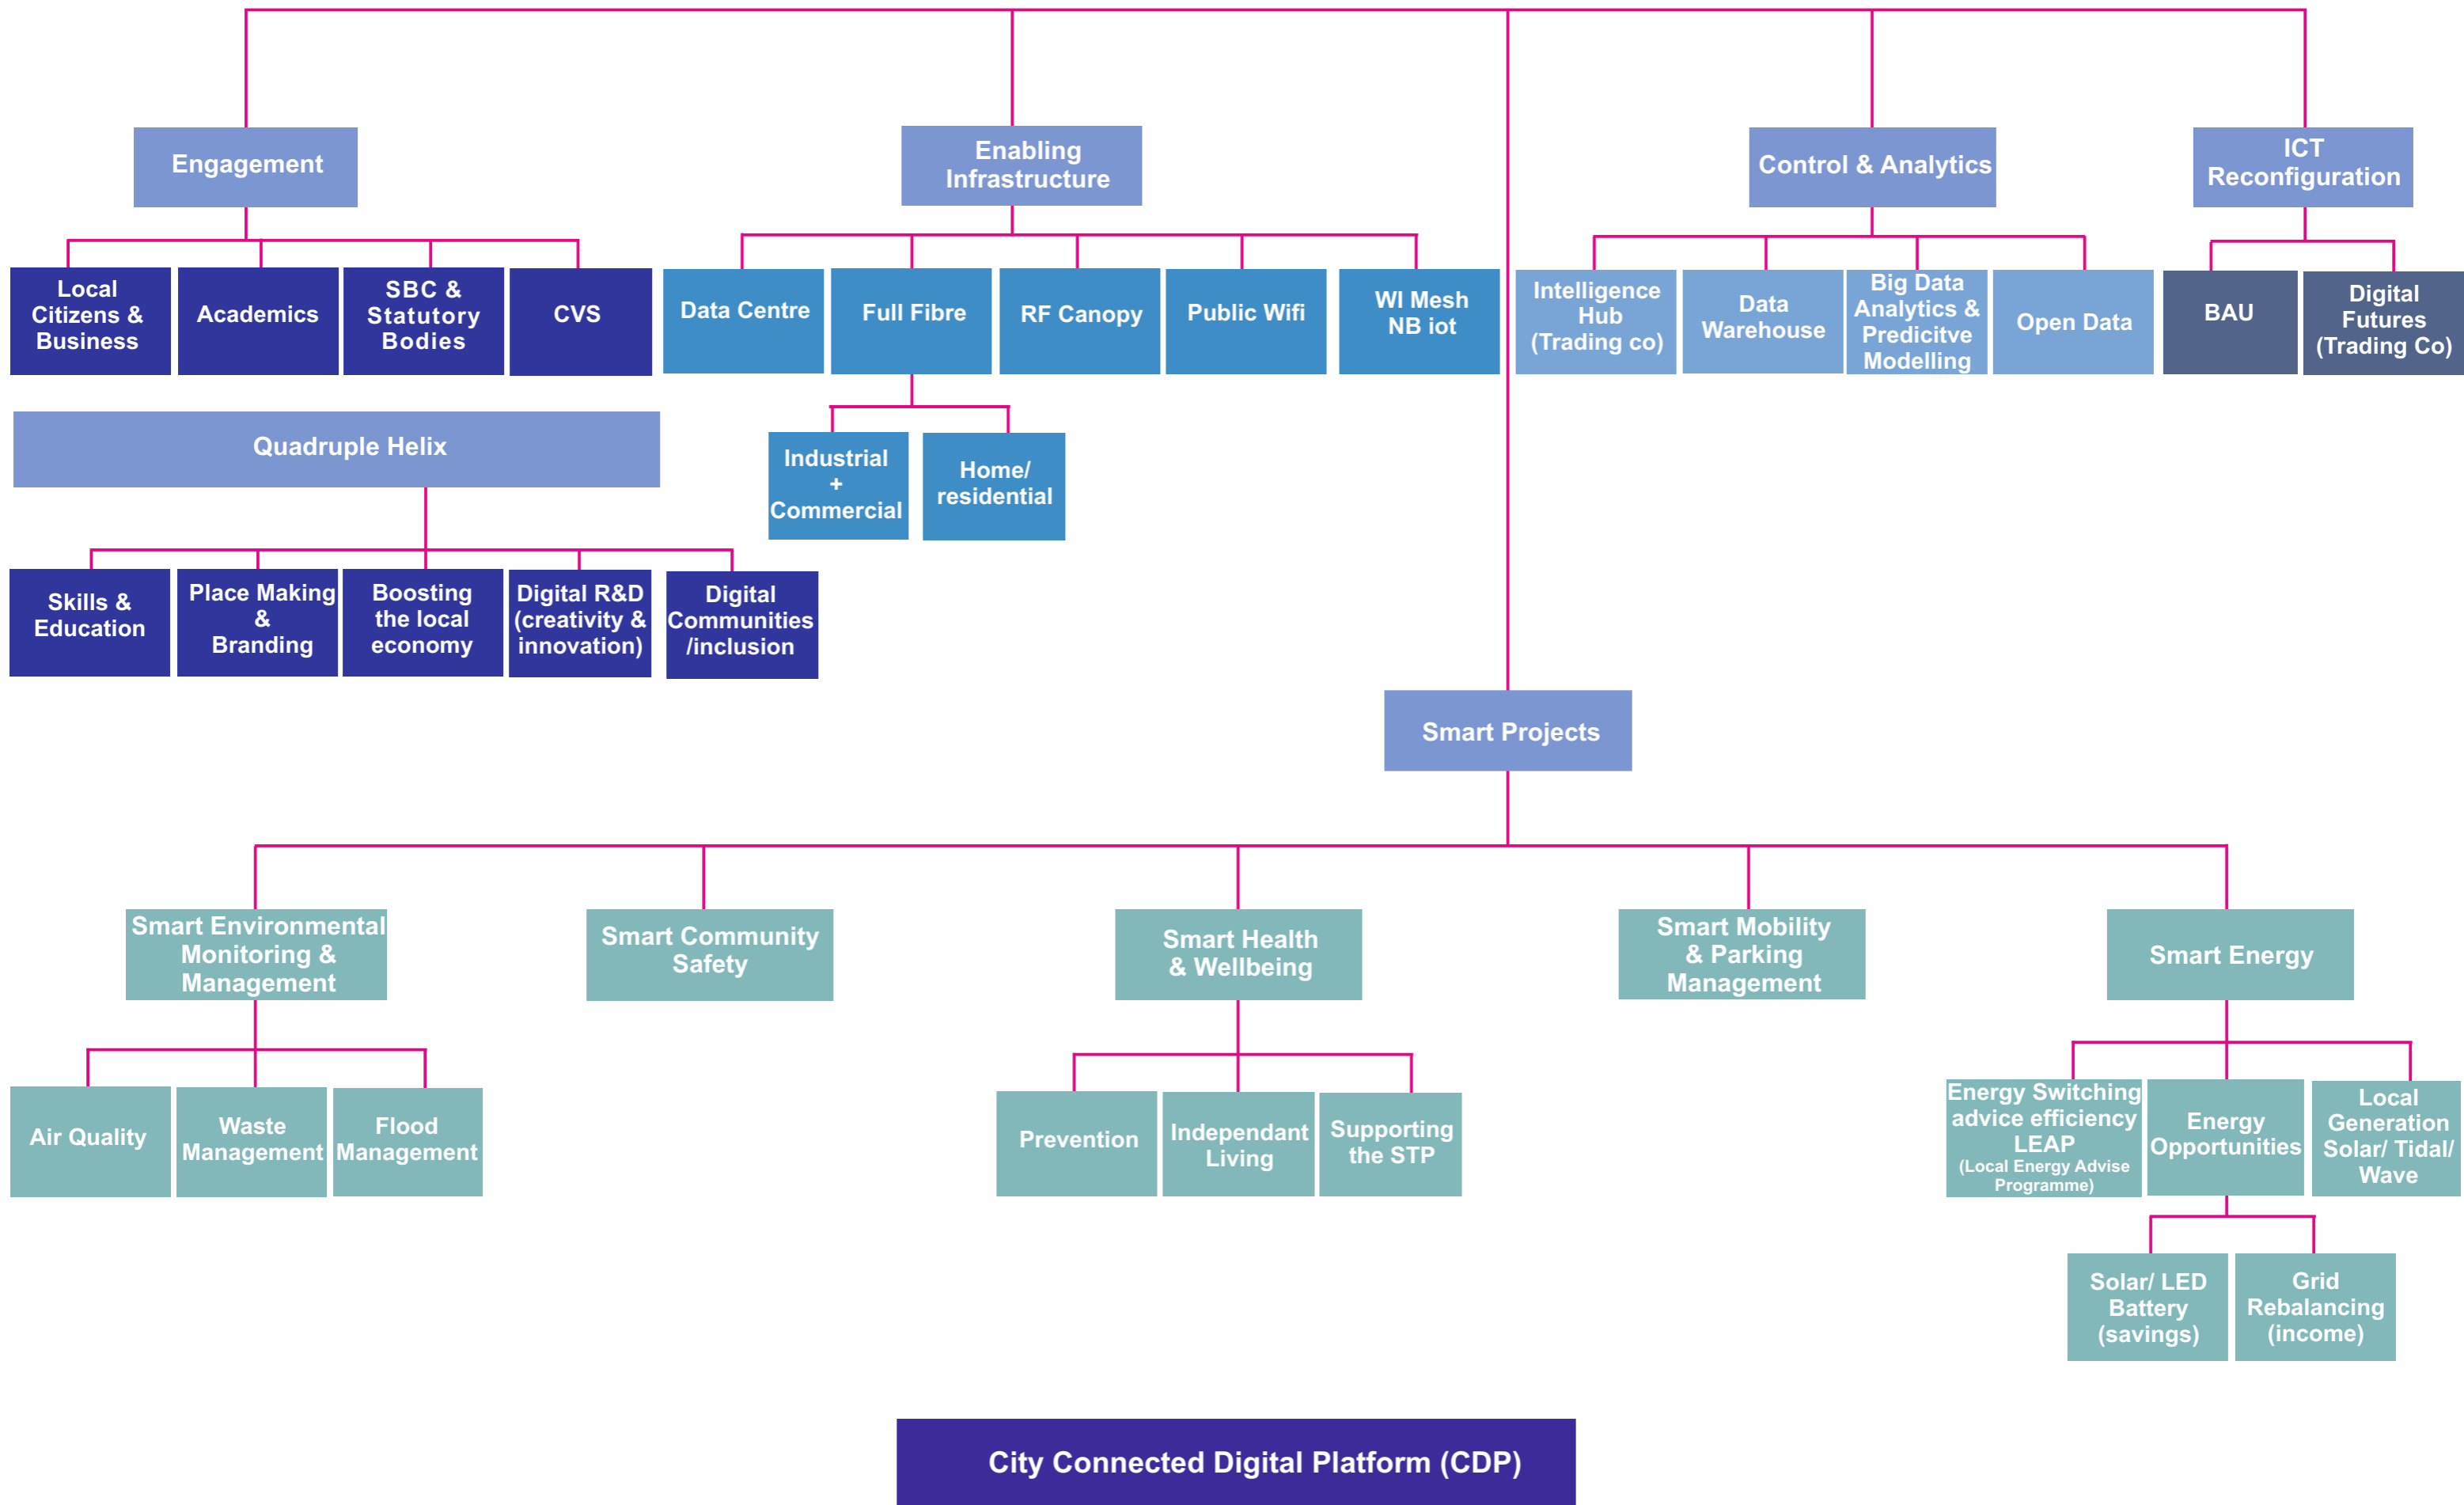 Engagement
Enabling
Infrastructure
Control & Analytics
ICT
Reconfiguration
Local
Citizens &
Business
Academics
SBC &
Statutory
Bodies
CVS
Data Centre
Full Fibre
RF Canopy
Public Wifi
WI Mesh
NB iot
Intelligence
Hub
(Trading co)
Data
Warehouse
Big Data
Analytics &
Predicitve
Modelling
Open Data
BAU
Digital
Futures
(Trading Co)
Quadruple Helix
Industrial
+
Commercial
Home/
residential
Skills &
Education
Place Making
&
Branding
Boosting
the local
economy
Digital R&D
(creativity &
innovation)
Digital
Communities
/inclusion
Smart Projects
Smart Environmental
Monitoring &
Management
Smart Community
Safety
Smart Health
& Wellbeing
Smart Mobility
& Parking
Management
Smart Energy
Air Quality
Waste
Management
Flood
Management
Prevention
Independant
Living
Supporting
the STP
Energy Switching
advice efficiency
LEAP
(Local Energy Advise
Programme)
Energy
Opportunities
Local
Generation
Solar/ Tidal/
Wave
Solar/ LED
Battery
(savings)
Grid
Rebalancing
(income)
City Connected Digital Platform (CDP)